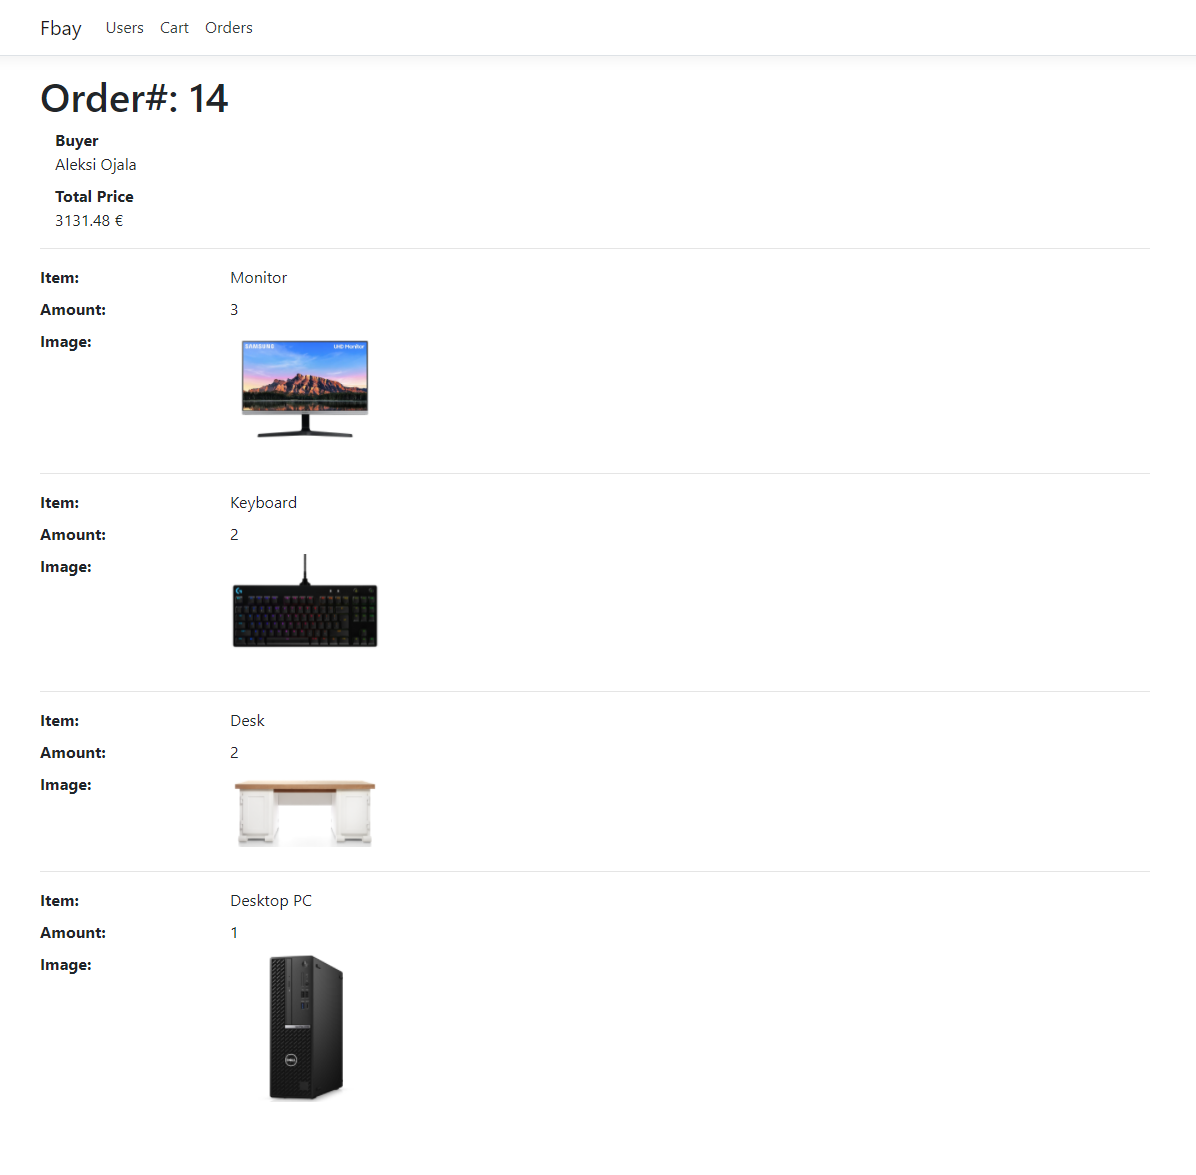 Fbay Users Cart Orders
Order#: 14
Buyer
Aleksi Ojala
Total Price
3131.48 €
Item: Monitor
Amount: 3
Image:
SAMSUNG UHD Monitor
Item: Keyboard
Amount: 2
Image:
Item: Desk
Amount: 2
Image:
Item: Desktop PC
Amount: 1
Image:
DELL